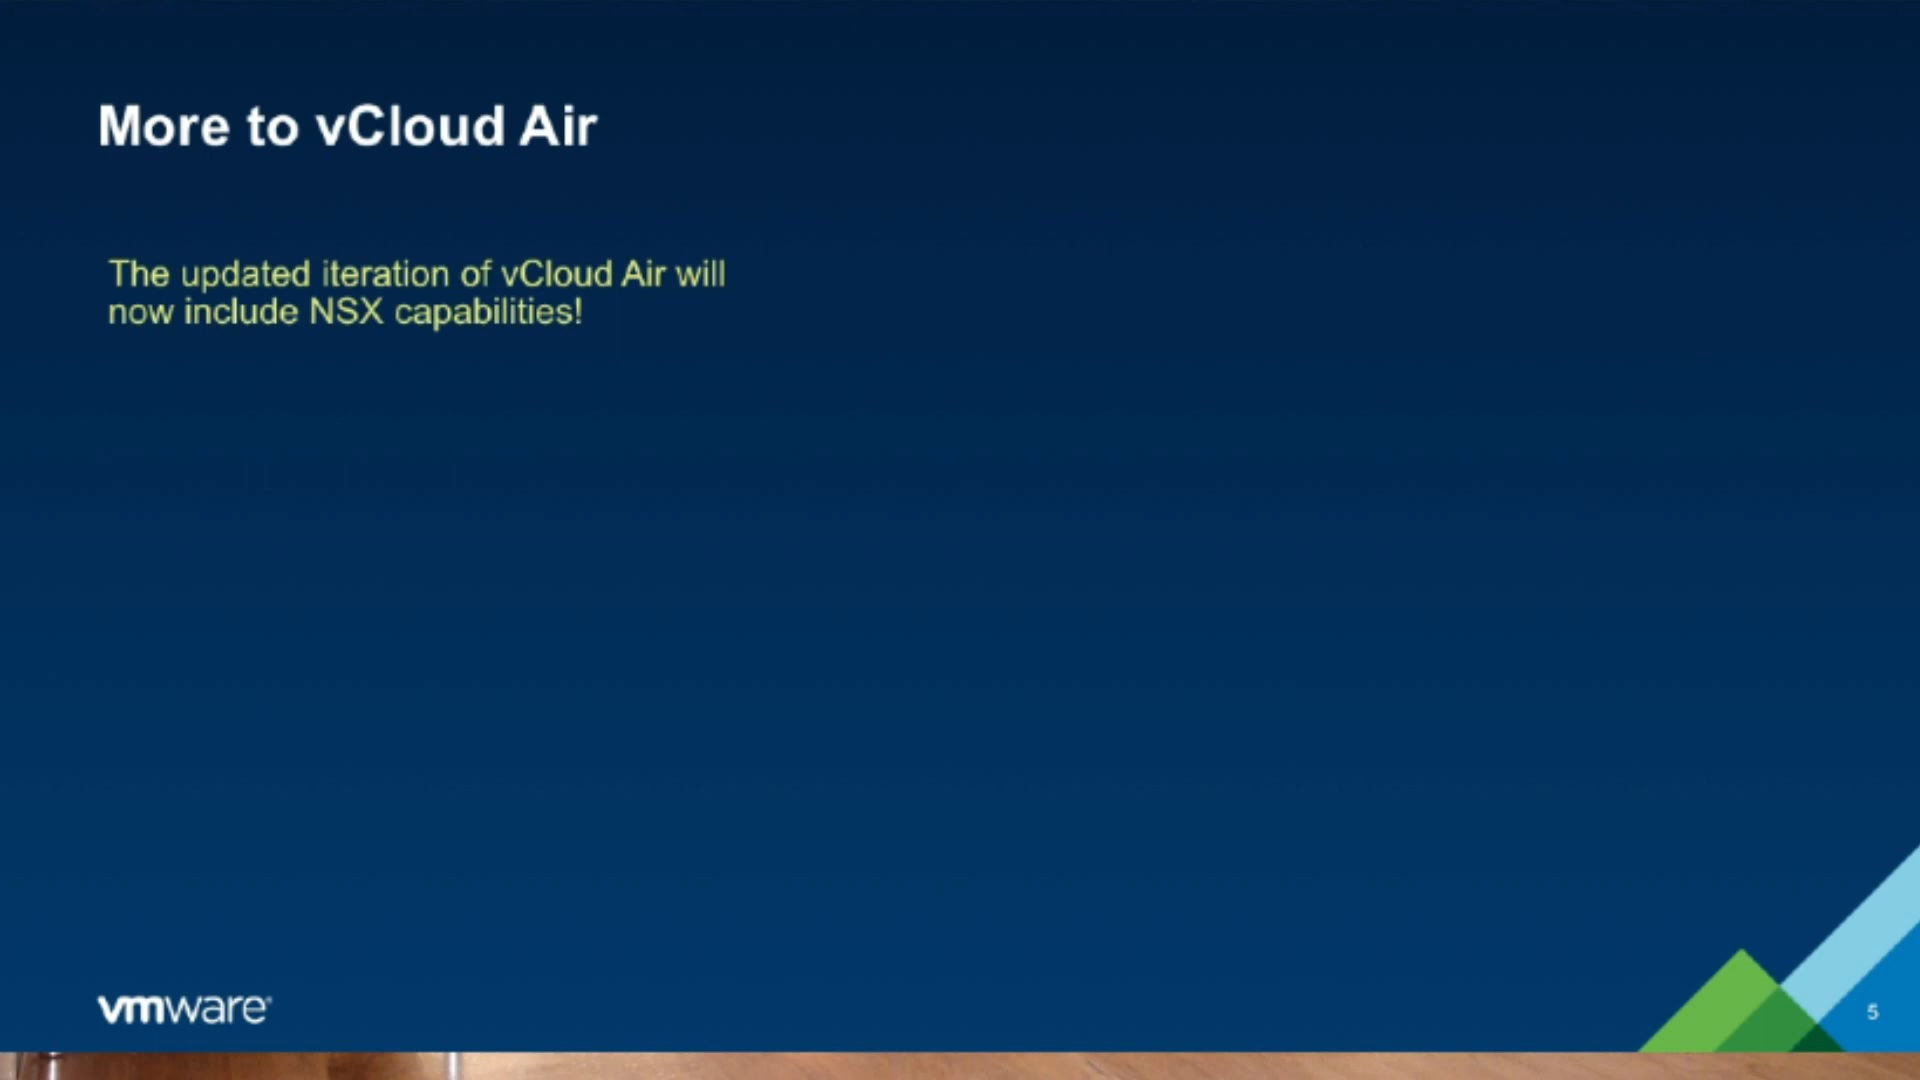 More to vCloud Air
The updated iteration of vCloud Air will
now include NSX capabilities!
vmware
5